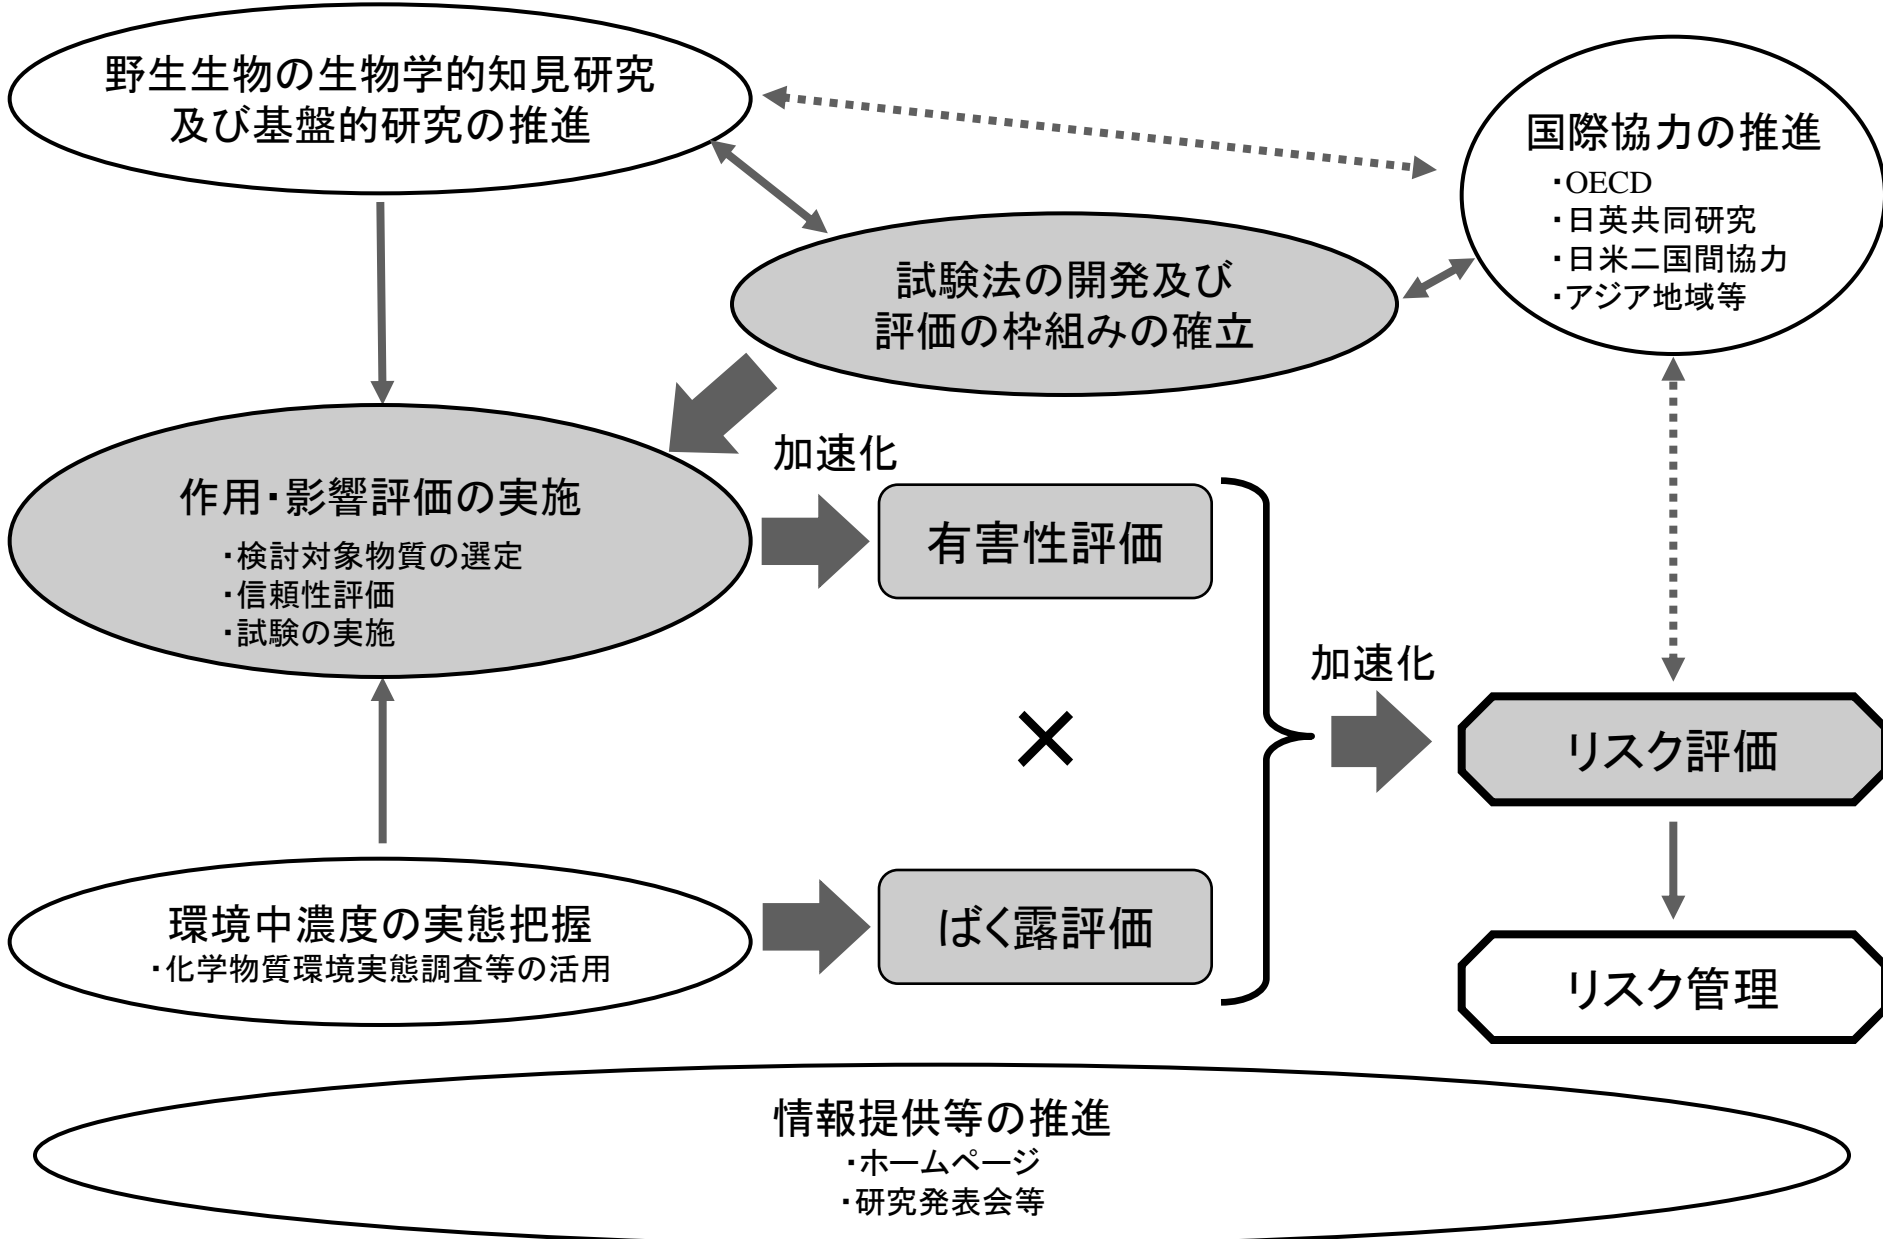 野生生物の生物学的知見研究
及び基盤的研究の推進
国際協力の推進
・OECD
・日英共同研究
・日米二国間協力
・アジア地域等
試験法の開発及び
評価の枠組みの確立
加速化
作用・影響評価の実施
・検討対象物質の選定
・信頼性評価
・試験の実施
有害性評価
×
加速化
リスク評価
環境中濃度の実態把握
・化学物質環境実態調査等の活用
ばく露評価
リスク管理
情報提供等の推進
・ホームページ
・研究発表会等